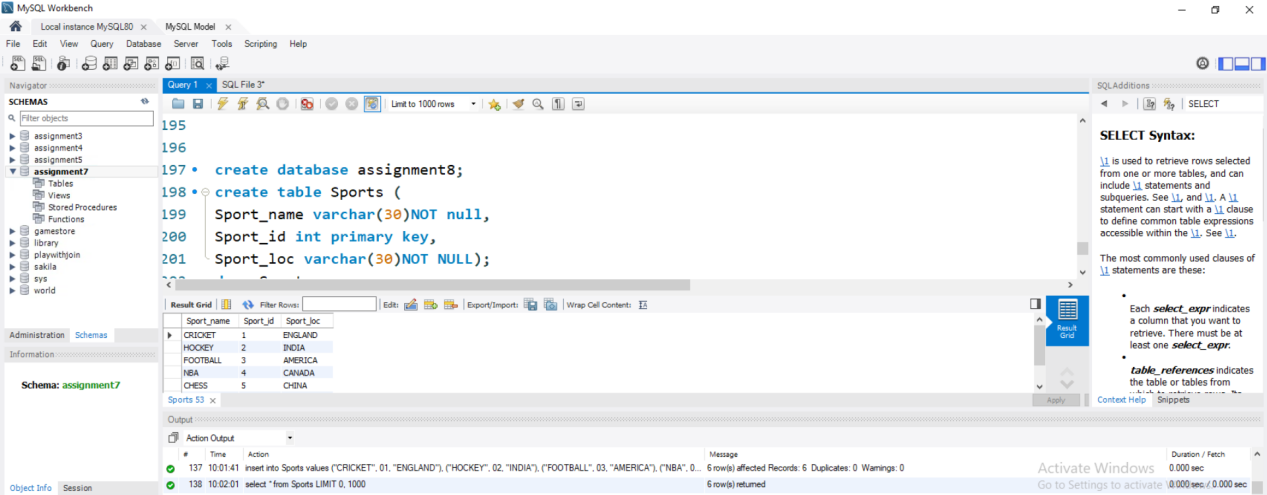 MySQL Workbench
Local instance MySQL80 × MySQL Model ×
File Edit View Query Database Server Tools Scripting Help
Navigator
SCHEMAS
Filter objects
assignment3
assignment4
assignment5
assignment7
Tables
Views
Stored Procedures
Functions
gamestore
library
playwithjoin
sakila
sys
world
Administration Schemas
Information
Schema: assignment7
Object Info Session
Query 1 × SQL File 3*
Limit to 1000 rows
195
196
197 create database assignment8;
198 create table Sports (
199 Sport_name varchar(30)NOT null,
200 Sport_id int primary key,
201 Sport_loc varchar(30)NOT NULL);
Result Grid Filter Rows: Edit: Export/Import: Wrap Cell Content:
Sport_name Sport_id Sport_loc
CRICKET 1 ENGLAND
HOCKEY 2 INDIA
FOOTBALL 3 AMERICA
NBA 4 CANADA
CHESS 5 CHINA
Result
Grid
Sports 53 ×
Apply
Output
Action Output
# Time Action Message Duration / Fetch
137 10:01:41 insert into Sports values ("CRICKET", 01, "ENGLAND"), ("HOCKEY", 02, "INDIA"), ("FOOTBALL", 03, "AMERICA"), ("NBA", 0... 6 row(s) affected Records: 6 Duplicates: 0 Warnings: 0 0.000 sec
138 10:02:01 select * from Sports LIMIT 0, 1000 6 row(s) returned 0.000 sec / 0.000 sec
SQLAdditions
SELECT
SELECT Syntax:
\1 is used to retrieve rows selected
from one or more tables, and can
include \1 statements and
subqueries. See \1, and \1. A \1
statement can start with a \1 clause
to define common table expressions
accessible within the \1. See \1.
The most commonly used clauses of
\1 statements are these:
Each select_expr indicates
a column that you want to
retrieve. There must be at
least one select_expr.
table_references indicates
the table or tables from
Context Help Snippets
Activate Windows
Go to Settings to activate